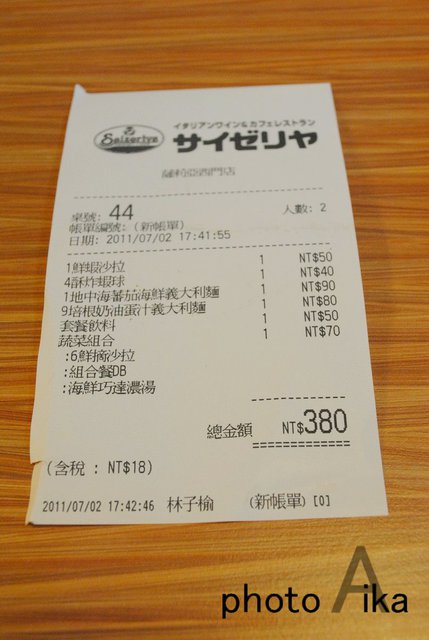 Saizeriya
イタリアンワイン&カフェレストラン
サイゼリヤ
薩莉亞西門店
桌號: 44 人數: 2
帳單編號: (新帳單)
日期: 2011/07/02 17:41:55
1鮮蝦沙拉 1 NT$50
4酥炸蝦球 1 NT$40
1地中海蕃茄海鮮義大利麵 1 NT$90
9培根奶油蛋汁義大利麵 1 NT$80
套餐飲料 1 NT$50
蔬菜組合 1 NT$70
:6鮮摘沙拉
:組合餐DB
:海鮮巧達濃湯
總金額 NT$380
(含稅 : NT$18)
2011/07/02 17:42:46 林子榆 (新帳單) [0]
photo Aika